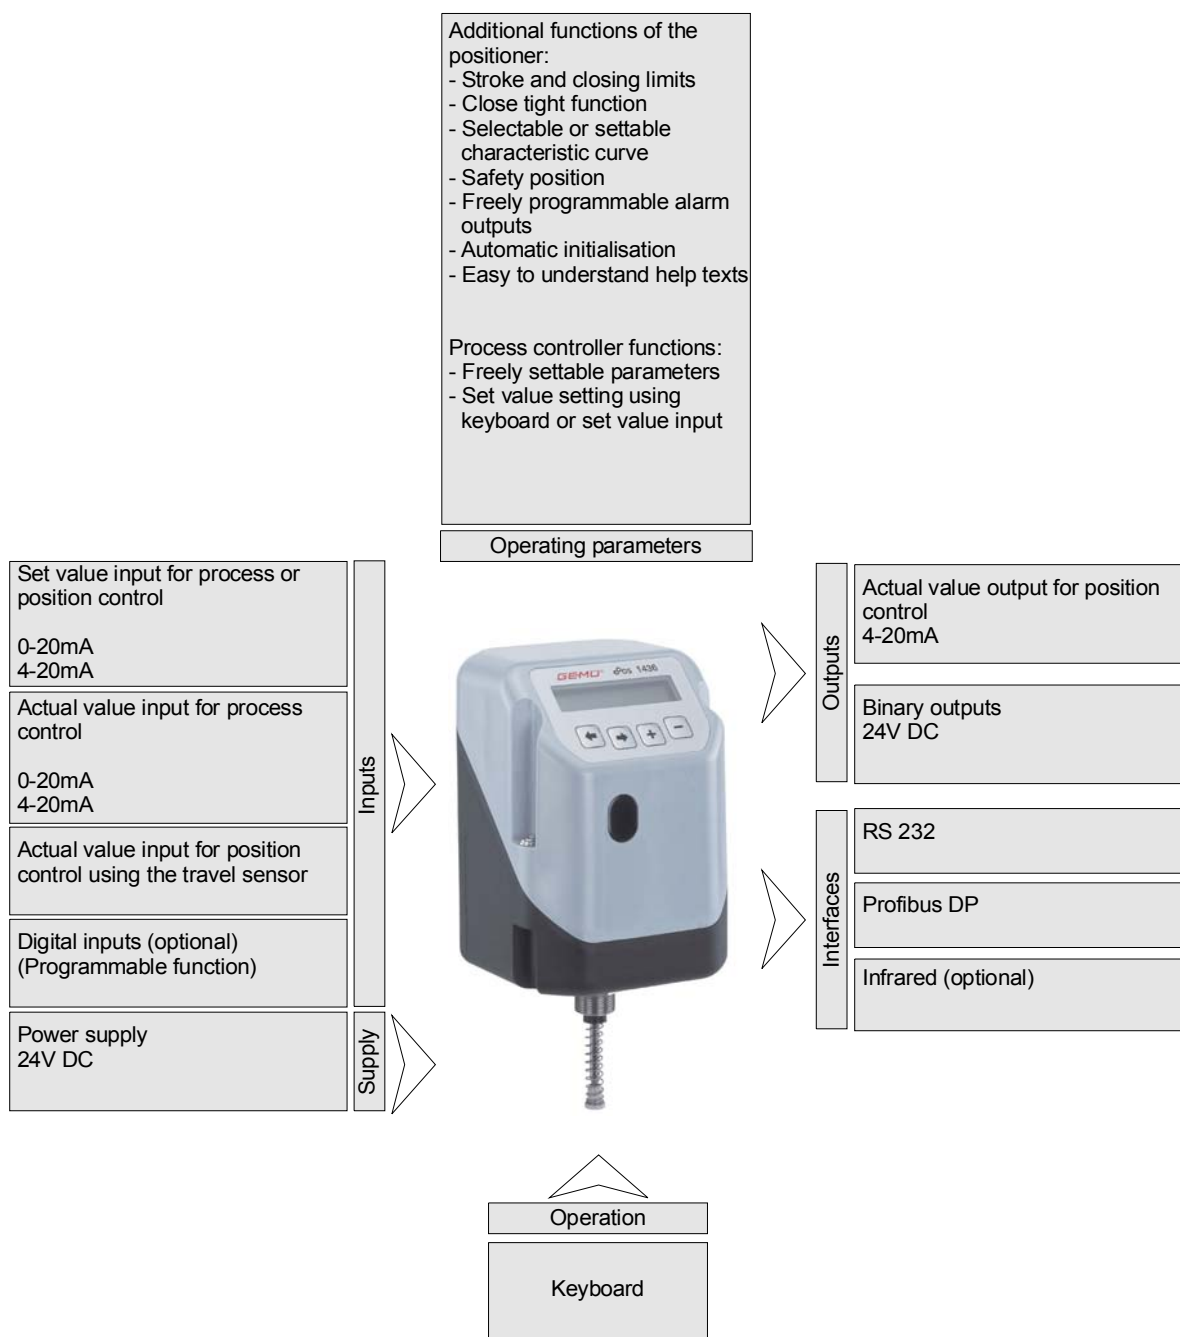 Additional functions of the
positioner:
- Stroke and closing limits
- Close tight function
- Selectable or settable
characteristic curve
- Safety position
- Freely programmable alarm
outputs
- Automatic initialisation
- Easy to understand help texts
Process controller functions:
- Freely settable parameters
- Set value setting using
keyboard or set value input
Operating parameters
Set value input for process or
position control
0-20mA
4-20mA
Actual value input for process
control
0-20mA
4-20mA
Actual value input for position
control using the travel sensor
Digital inputs (optional)
(Programmable function)
Inputs
Power supply
24V DC
Supply
GEMÜ® ePos 1436
Outputs
Actual value output for position
control
4-20mA
Binary outputs
24V DC
Interfaces
RS 232
Profibus DP
Infrared (optional)
Operation
Keyboard